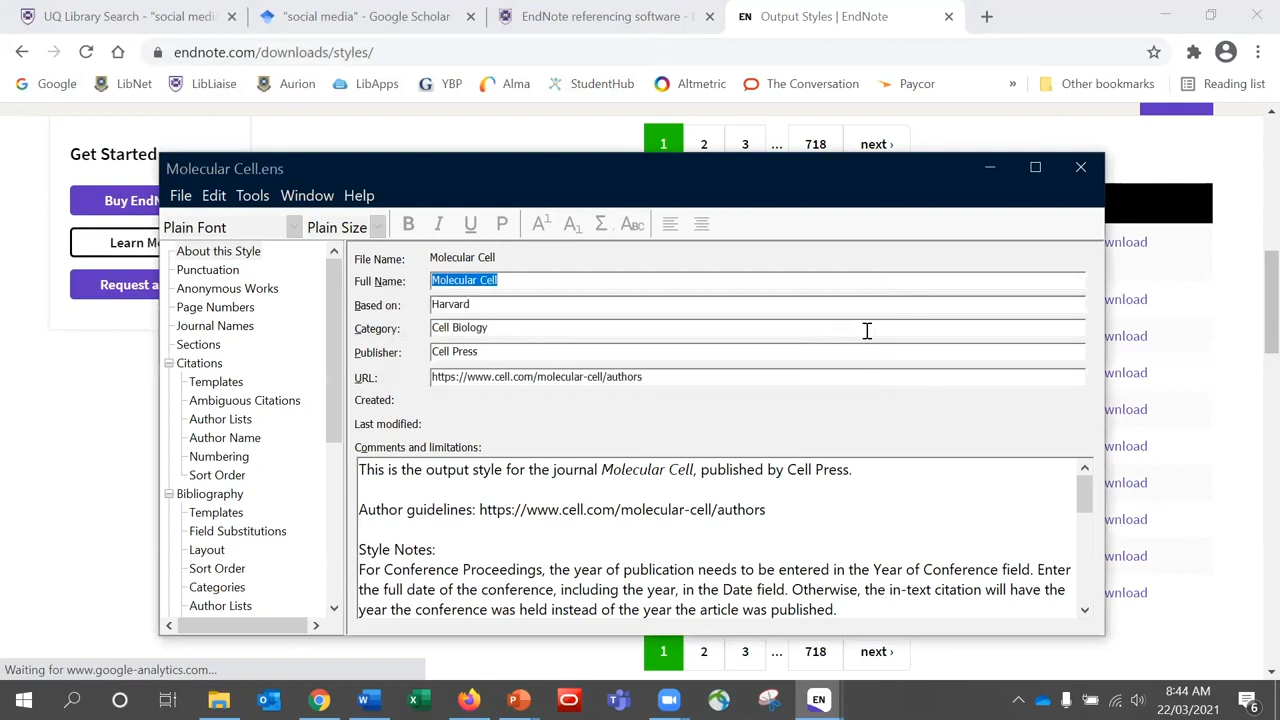 UQ Library Search - "social medi
"social media" - Google Scholar
EndNote referencing software -
EN Output Styles | EndNote
endnote.com/downloads/styles/
Google
LibNet
LibLiaise
Aurion
LibApps
YBP
Alma
StudentHub
Altmetric
The Conversation
Paycor
»
Other bookmarks
Reading list
1 2 3 ... 718 next ›
Get Started
Buy EndN
Learn Mo
Request a
Molecular Cell.ens
File Edit Tools Window Help
Plain Font
Plain Size
B I U P A1 A1 Σ ABC
About this Style
Punctuation
Anonymous Works
Page Numbers
Journal Names
Sections
Citations
Templates
Ambiguous Citations
Author Lists
Author Name
Numbering
Sort Order
Bibliography
Templates
Field Substitutions
Layout
Sort Order
Categories
Author Lists
File Name: Molecular Cell
Full Name: Molecular Cell
Based on: Harvard
Category: Cell Biology
Publisher: Cell Press
URL: https://www.cell.com/molecular-cell/authors
Created:
Last modified:
Comments and limitations:
This is the output style for the journal Molecular Cell, published by Cell Press.
Author guidelines: https://www.cell.com/molecular-cell/authors
Style Notes:
For Conference Proceedings, the year of publication needs to be entered in the Year of Conference field. Enter
the full date of the conference, including the year, in the Date field. Otherwise, the in-text citation will have the
year the conference was held instead of the year the article was published.
wnload
wnload
wnload
wnload
wnload
wnload
wnload
wnload
wnload
wnload
1 2 3 ... 718 next ›
Waiting for www.google-analytics.com...
EN
8:44 AM
22/03/2021
6